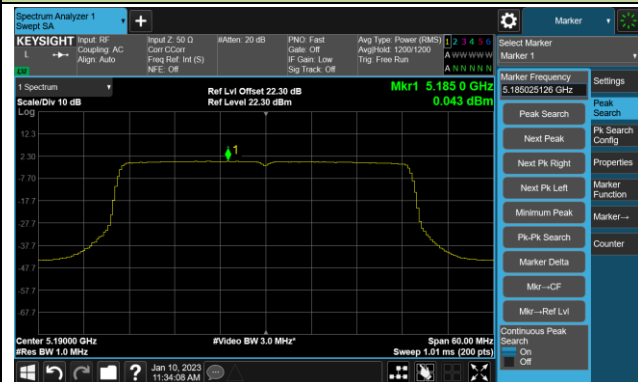 Spectrum Analyzer 1
Swept SA
Marker
KEYSIGHT
L
Input: RF
Coupling: AC
Align: Auto
Input Z: 50 Ω
Corr CCorr
Freq Ref: Int (S)
NFE: Off
#Atten: 20 dB
PNO: Fast
Gate: Off
IF Gain: Low
Sig Track: Off
Avg Type: Power (RMS)
Avg|Hold: 1200/1200
Trig: Free Run
1 2 3 4 5 6
A W W W W W
A N N N N N
Select Marker
Marker 1
1 Spectrum
Scale/Div 10 dB
Log
Ref Lvl Offset 22.30 dB
Ref Level 22.30 dBm
Mkr1 5.185 0 GHz
0.043 dBm
12.3
2.30
-7.70
-17.7
-27.7
-37.7
-47.7
-57.7
-67.7
1
Center 5.19000 GHz
#Res BW 1.0 MHz
#Video BW 3.0 MHz*
Span 60.00 MHz
Sweep 1.01 ms (200 pts)
Marker Frequency
5.185025126 GHz
Peak Search
Next Peak
Next Pk Right
Next Pk Left
Minimum Peak
Pk-Pk Search
Marker Delta
Mkr→CF
Mkr→Ref Lvl
Continuous Peak
Search
On
Off
Settings
Peak
Search
Pk Search
Config
Properties
Marker
Function
Marker→
Counter
Jan 10, 2023
11:34:08 AM